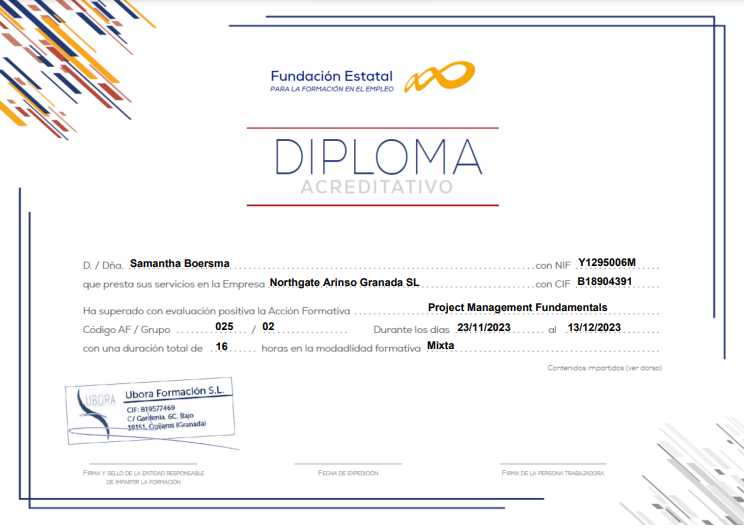 Fundación Estatal
PARA LA FORMACIÓN EN EL EMPLEO
DIPLOMA
ACREDITATIVO
D. / Dña. Samantha Boersma con NIF Y1295006M
que presta sus servicios en la Empresa Northgate Arinso Granada SL con CIF B18904391
Ha superado con evaluación positiva la Acción Formativa Project Management Fundamentals
Código AF / Grupo 025 / 02 Durante los días 23/11/2023 al 13/12/2023
con una duración total de 16 horas en la modadlidad formativa Mixta
Contenidos impartidos (ver dorso)
UBORA
Ubora Formación S.L.
CIF: B19577469
C/ Gardenia, 6C. Bajo
18151, Ogíjares (Granada)
FIRMA Y SELLO DE LA ENTIDAD RESPONSABLE
DE IMPARTIR LA FORMACIÓN
FECHA DE EXPEDICIÓN
FIRMA DE LA PERSONA TRABAJADORA